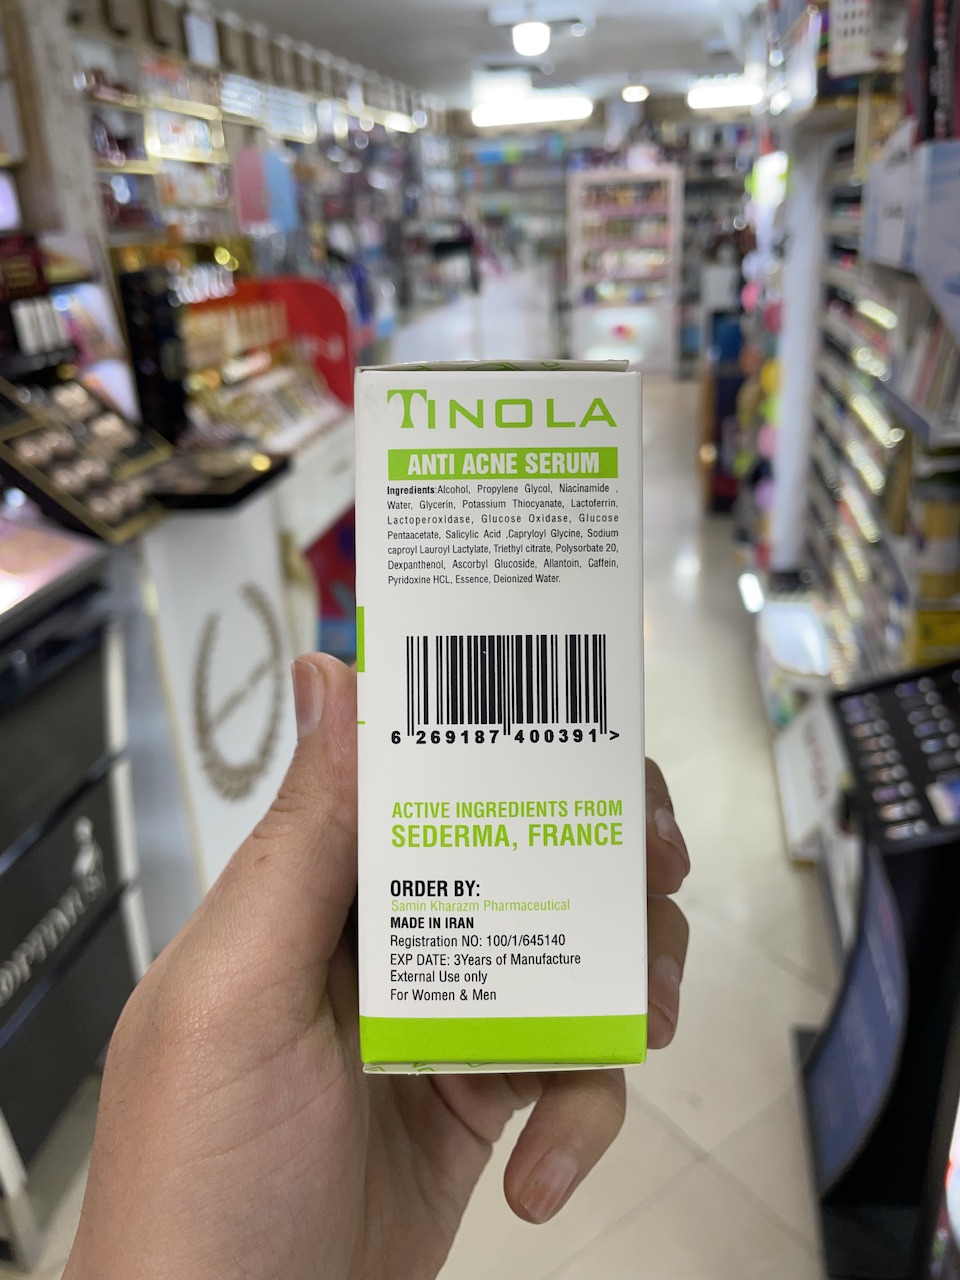 TINOLA
ANTI ACNE SERUM
Ingredients:Alcohol, Propylene Glycol, Niacinamide ,
Water, Glycerin, Potassium Thiocyanate, Lactoferrin,
Lactoperoxidase, Glucose Oxidase, Glucose
Pentaacetate, Salicylic Acid ,Capryloyl Glycine, Sodium
caproyl Lauroyl Lactylate, Triethyl citrate, Polysorbate 20,
Dexpanthenol, Ascorbyl Glucoside, Allantoin, Caffein,
Pyridoxine HCL, Essence, Deionized Water.
6 269187 400391 >
ACTIVE INGREDIENTS FROM
SEDERMA, FRANCE
ORDER BY:
Samin Kharazm Pharmaceutical
MADE IN IRAN
Registration NO: 100/1/645140
EXP DATE: 3Years of Manufacture
External Use only
For Women & Men